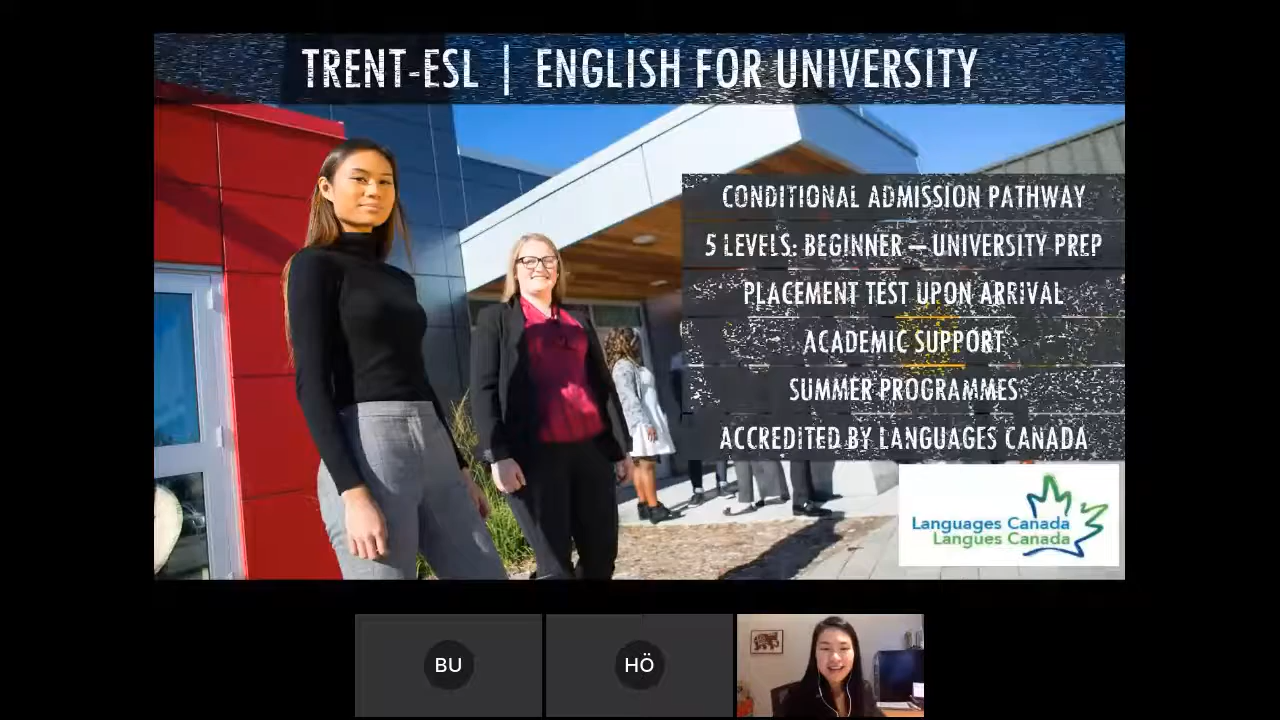 TRENT-ESL | ENGLISH FOR UNIVERSITY
CONDITIONAL ADMISSION PATHWAY
5 LEVELS: BEGINNER – UNIVERSITY PREP
PLACEMENT TEST UPON ARRIVAL
ACADEMIC SUPPORT
SUMMER PROGRAMMES
ACCREDITED BY LANGUAGES CANADA
Languages Canada
Langues Canada
BU
HÖ